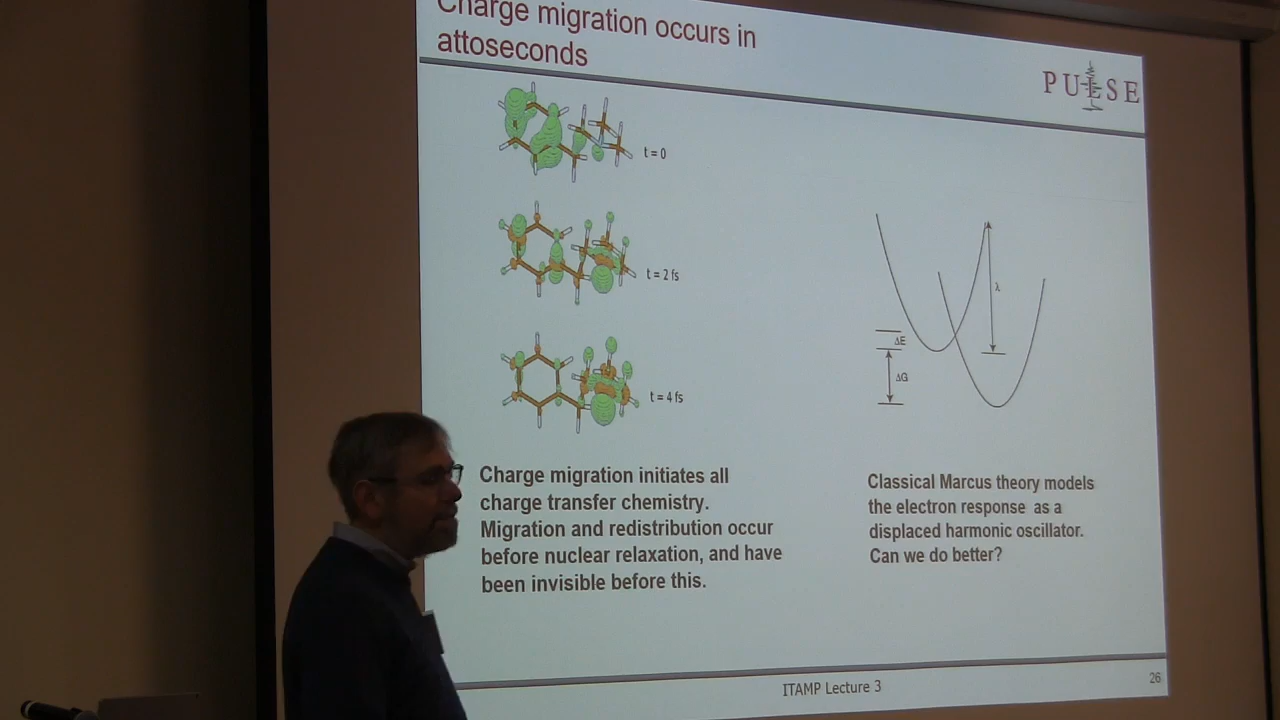 Charge migration occurs in
attoseconds
PULSE
t = 0
t = 2 fs
t = 4 fs
λ
ΔE
ΔG
Charge migration initiates all
charge transfer chemistry.
Migration and redistribution occur
before nuclear relaxation, and have
been invisible before this.
Classical Marcus theory models
the electron response as a
displaced harmonic oscillator.
Can we do better?
ITAMP Lecture 3
26